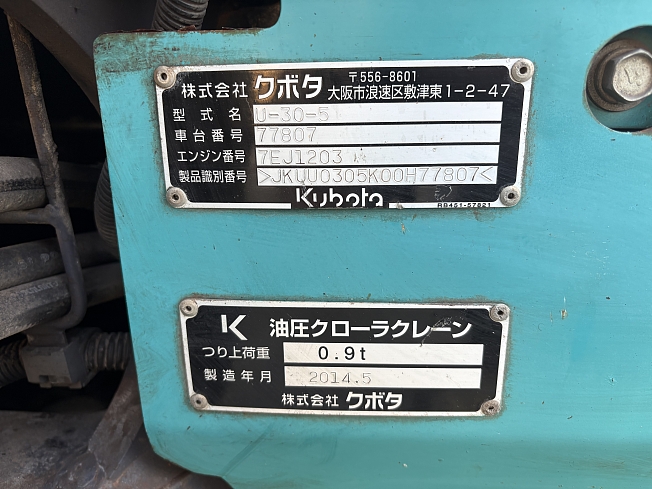 株式会社 クボタ 〒556-8601
大阪市浪速区敷津東1-2-47
型式名 U-30-5
車台番号 77807
エンジン番号 7EJ1203
製品識別番号 >JKUU0305K00H77807<
Kubota RB451-57821
K 油圧クローラクレーン
つり上荷重 0.9t
製造年月 2014.5
株式会社 クボタ